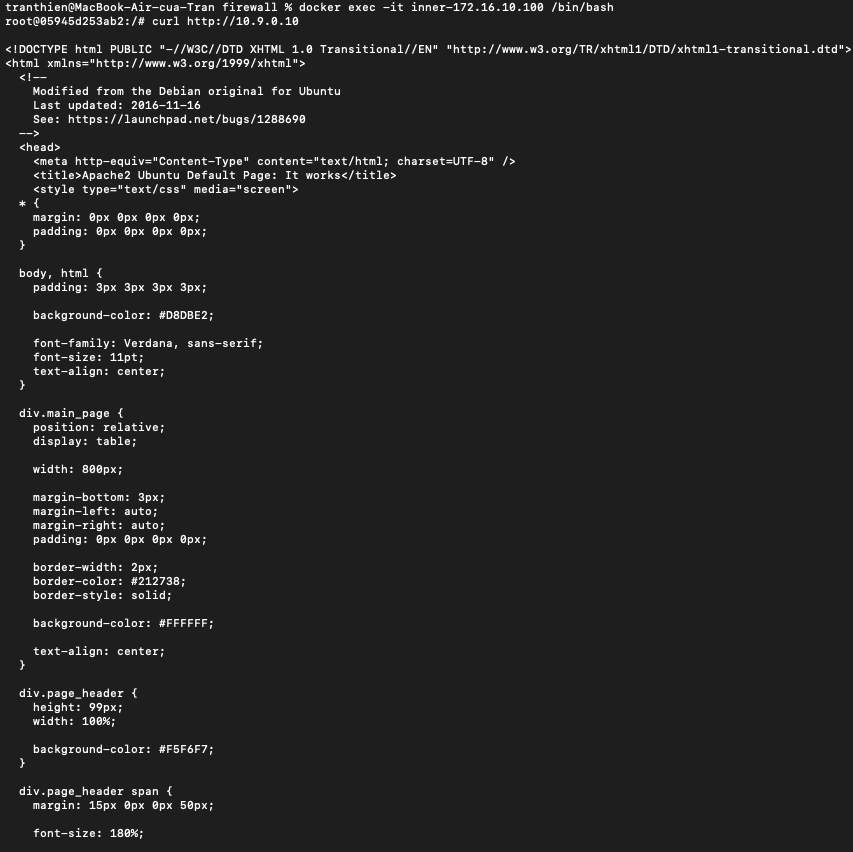 tranthien@MacBook-Air-cua-Tran firewall % docker exec -it inner-172.16.10.100 /bin/bash
root@05945d253ab2:/# curl http://10.9.0.10
<!DOCTYPE html PUBLIC "-//W3C//DTD XHTML 1.0 Transitional//EN" "http://www.w3.org/TR/xhtml1/DTD/xhtml1-transitional.dtd">
<html xmlns="http://www.w3.org/1999/xhtml">
<!--
Modified from the Debian original for Ubuntu
Last updated: 2016-11-16
See: https://launchpad.net/bugs/1288690
-->
<head>
<meta http-equiv="Content-Type" content="text/html; charset=UTF-8" />
<title>Apache2 Ubuntu Default Page: It works</title>
<style type="text/css" media="screen">
* {
margin: 0px 0px 0px 0px;
padding: 0px 0px 0px 0px;
}
body, html {
padding: 3px 3px 3px 3px;
background-color: #D8DBE2;
font-family: Verdana, sans-serif;
font-size: 11pt;
text-align: center;
}
div.main_page {
position: relative;
display: table;
width: 800px;
margin-bottom: 3px;
margin-left: auto;
margin-right: auto;
padding: 0px 0px 0px 0px;
border-width: 2px;
border-color: #212738;
border-style: solid;
background-color: #FFFFFF;
text-align: center;
}
div.page_header {
height: 99px;
width: 100%;
background-color: #F5F6F7;
}
div.page_header span {
margin: 15px 0px 0px 50px;
font-size: 180%;